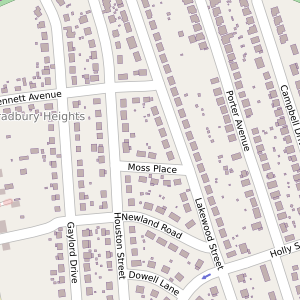 ennett Avenue
adbury Heights
Porter Avenue
Campbell Dri
Moss Place
Lakewood Street
Newland Road
Houston Street
Gaylord Drive
Holly S
Dowell Lane